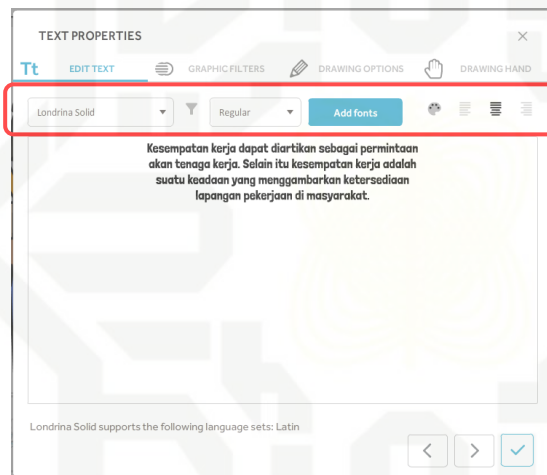 TEXT PROPERTIES
Tt EDIT TEXT GRAPHIC FILTERS DRAWING OPTIONS DRAWING HAND
Londrina Solid Regular Add fonts
Kesempatan kerja dapat diartikan sebagai permintaan
akan tenaga kerja. Selain itu kesempatan kerja adalah
suatu keadaan yang menggambarkan ketersediaan
lapangan pekerjaan di masyarakat.
Londrina Solid supports the following language sets: Latin